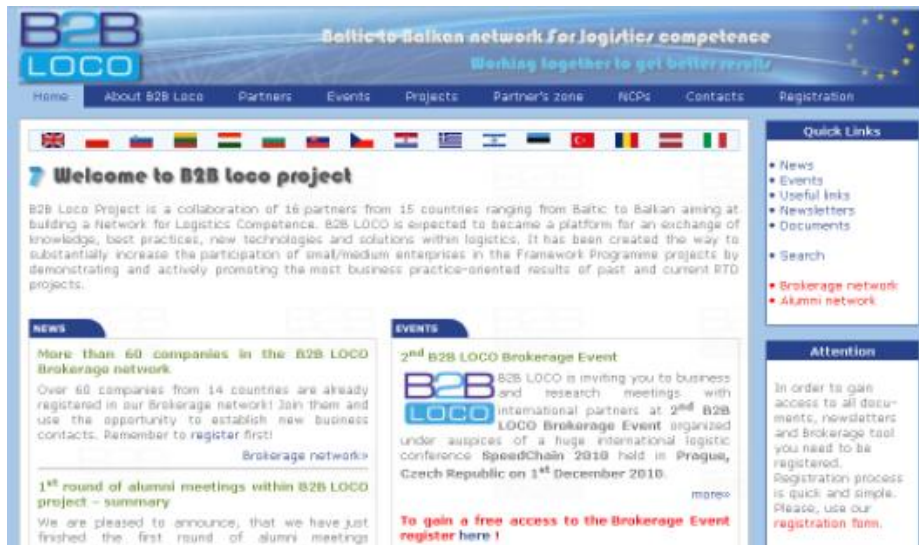 B2B
LOCO
Baltic to Balkan network for logistics competence
Working together to get better results
Home About B2B Loco Partners Events Projects Partner's zone NCPs Contacts Registration
Welcome to B2B Loco project
B2B Loco Project is a collaboration of 16 partners from 15 countries ranging from Baltic to Balkan aiming at
building a Network for Logistics Competence. B2B LOCO is expected to became a platform for an exchange of
knowledge, best practices, new technologies and solutions within logistics. It has been created the way to
substantially increase the participation of small/medium enterprises in the Framework Programme projects by
demonstrating and actively promoting the most business practice-oriented results of past and current RTD
projects.
NEWS
More than 60 companies in the B2B LOCO
Brokerage network
Over 60 companies from 14 countries are already
registered in our Brokerage network! Join them and
use the opportunity to establish new business
contacts. Remember to register first!
Brokerage network»
1st round of alumni meetings within B2B LOCO
project – summary
We are pleased to announce, that we have just
finished the first round of alumni meetings
EVENTS
2nd B2B LOCO Brokerage Event
B2B
LOCO
B2B LOCO is inviting you to business
and research meetings with
international partners at 2nd B2B
LOCO Brokerage Event organized
under auspices of a huge international logistic
conference SpeedChain 2010 held in Prague,
Czech Republic on 1st December 2010.
more»
To gain a free access to the Brokerage Event
register here !
Quick Links
• News
• Events
• Useful links
• Newsletters
• Documents
• Search
• Brokerage network
• Alumni network
Attention
In order to gain
access to all docu-
ments, newsletters
and Brokerage tool
you need to be
registered.
Registration process
is quick and simple.
Please, use our
registration form.